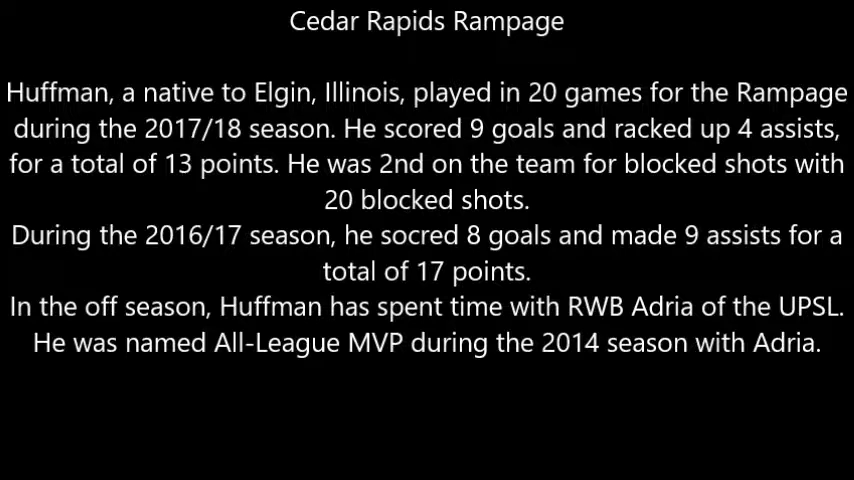 Cedar Rapids Rampage
Huffman, a native to Elgin, Illinois, played in 20 games for the Rampage
during the 2017/18 season. He scored 9 goals and racked up 4 assists,
for a total of 13 points. He was 2nd on the team for blocked shots with
20 blocked shots.
During the 2016/17 season, he socred 8 goals and made 9 assists for a
total of 17 points.
In the off season, Huffman has spent time with RWB Adria of the UPSL.
He was named All-League MVP during the 2014 season with Adria.